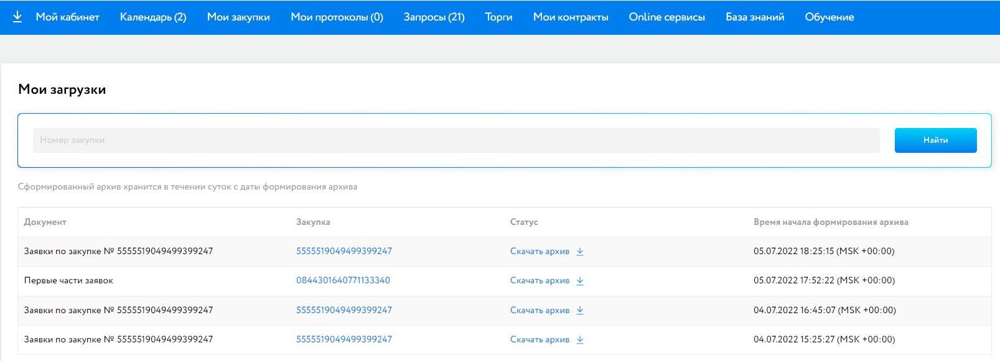 Мой кабинет Календарь (2) Мои закупки Мои протоколы (0) Запросы (21) Торги Мои контракты Online сервисы База знаний Обучение
Мои загрузки
Номер закупки Найти
Сформированный архив хранится в течении суток с даты формирования архива
Документ Закупка Статус Время начала формирования архива
Заявки по закупке № 5555519049499399247 5555519049499399247 Скачать архив 05.07.2022 18:25:15 (MSK +00:00)
Первые части заявок 0844301640771133340 Скачать архив 05.07.2022 17:52:22 (MSK +00:00)
Заявки по закупке № 5555519049499399247 5555519049499399247 Скачать архив 04.07.2022 16:45:07 (MSK +00:00)
Заявки по закупке № 5555519049499399247 5555519049499399247 Скачать архив 04.07.2022 15:25:27 (MSK +00:00)